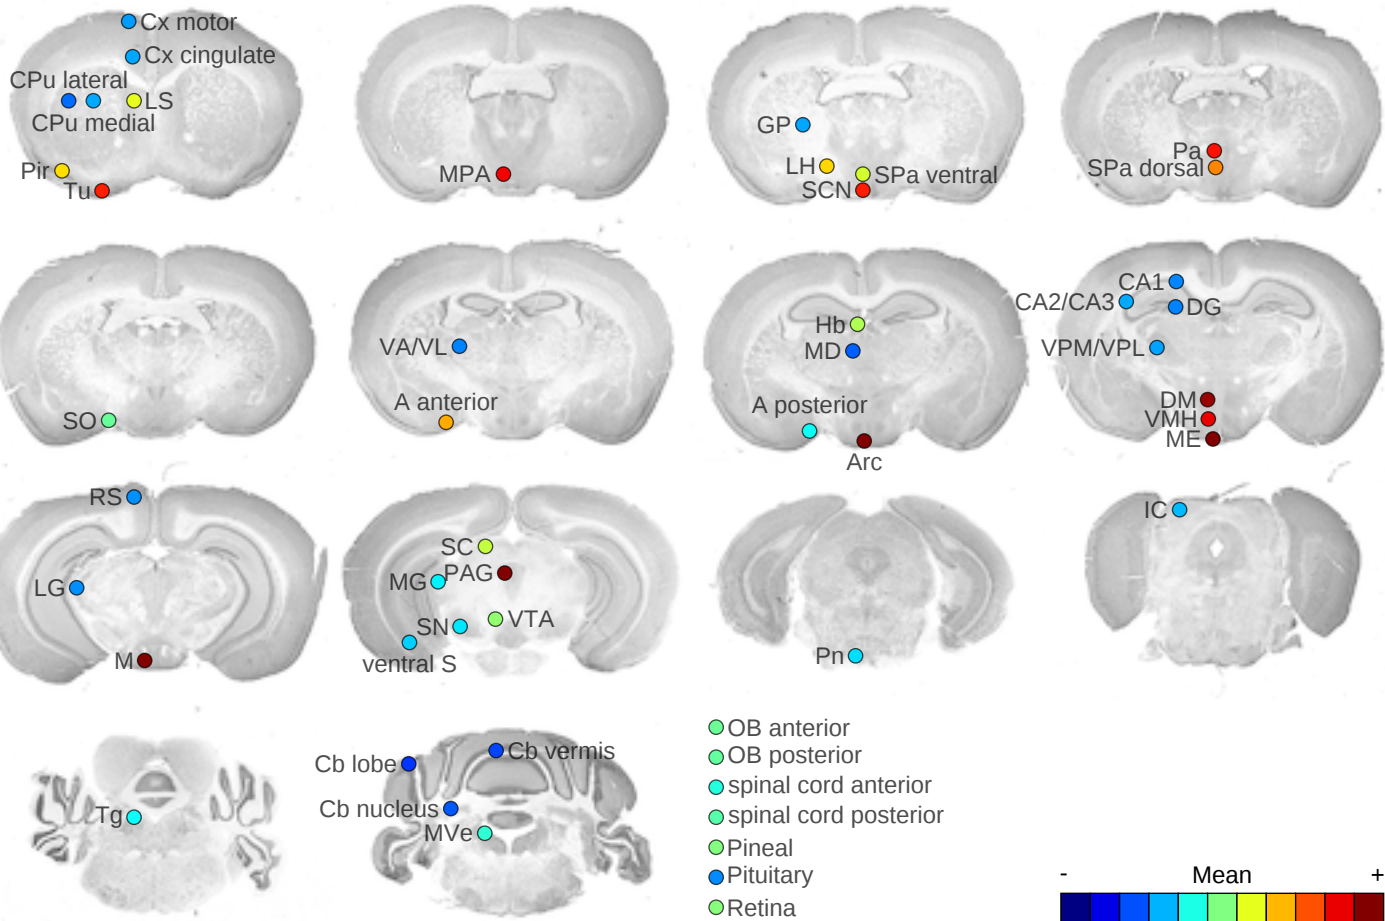 Cx motor
Cx cingulate
CPu lateral
LS
CPu medial
Pir
Tu
MPA
GP
LH
SPa ventral
SCN
Pa
SPa dorsal
SO
VA/VL
A anterior
Hb
MD
A posterior
Arc
CA1
CA2/CA3
DG
VPM/VPL
DM
VMH
ME
RS
LG
M
SC
MG
PAG
SN
VTA
ventral S
Pn
IC
Tg
Cb lobe
Cb vermis
Cb nucleus
MVe
OB anterior
OB posterior
spinal cord anterior
spinal cord posterior
Pineal
Pituitary
Retina
- Mean +